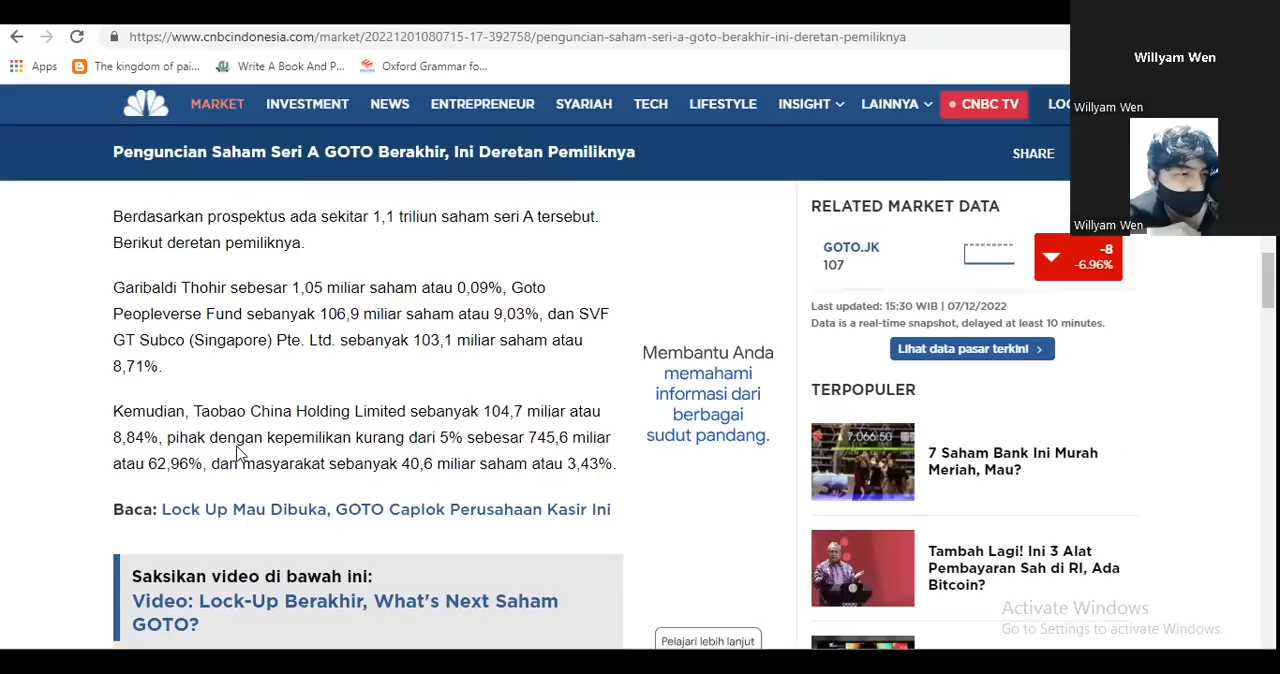 https://www.cnbcindonesia.com/market/20221201080715-17-392758/penguncian-saham-seri-a-goto-berakhir-ini-deretan-pemiliknya
Willyam Wen
Apps
The kingdom of pai...
Write A Book And P...
Oxford Grammar fo...
MARKET
INVESTMENT
NEWS
ENTREPRENEUR
SYARIAH
TECH
LIFESTYLE
INSIGHT
LAINNYA
CNBC TV
LOG
Willyam Wen
Penguncian Saham Seri A GOTO Berakhir, Ini Deretan Pemiliknya
SHARE
Willyam Wen
Berdasarkan prospektus ada sekitar 1,1 triliun saham seri A tersebut.
Berikut deretan pemiliknya.
Garibaldi Thohir sebesar 1,05 miliar saham atau 0,09%, Goto
Peopleverse Fund sebanyak 106,9 miliar saham atau 9,03%, dan SVF
GT Subco (Singapore) Pte. Ltd. sebanyak 103,1 miliar saham atau
8,71%.
Kemudian, Taobao China Holding Limited sebanyak 104,7 miliar atau
8,84%, pihak dengan kepemilikan kurang dari 5% sebesar 745,6 miliar
atau 62,96%, dan masyarakat sebanyak 40,6 miliar saham atau 3,43%.
Baca: Lock Up Mau Dibuka, GOTO Caplok Perusahaan Kasir Ini
Saksikan video di bawah ini:
Video: Lock-Up Berakhir, What's Next Saham
GOTO?
Membantu Anda
memahami
informasi dari
berbagai
sudut pandang.
Pelajari lebih lanjut
RELATED MARKET DATA
GOTO.JK
107
-8
-6.96%
Last updated: 15:30 WIB | 07/12/2022
Data is a real-time snapshot, delayed at least 10 minutes.
Lihat data pasar terkini
TERPOPULER
7,066.50
7 Saham Bank Ini Murah
Meriah, Mau?
Tambah Lagi! Ini 3 Alat
Pembayaran Sah di RI, Ada
Bitcoin?
Activate Windows
Go to Settings to activate Windows.